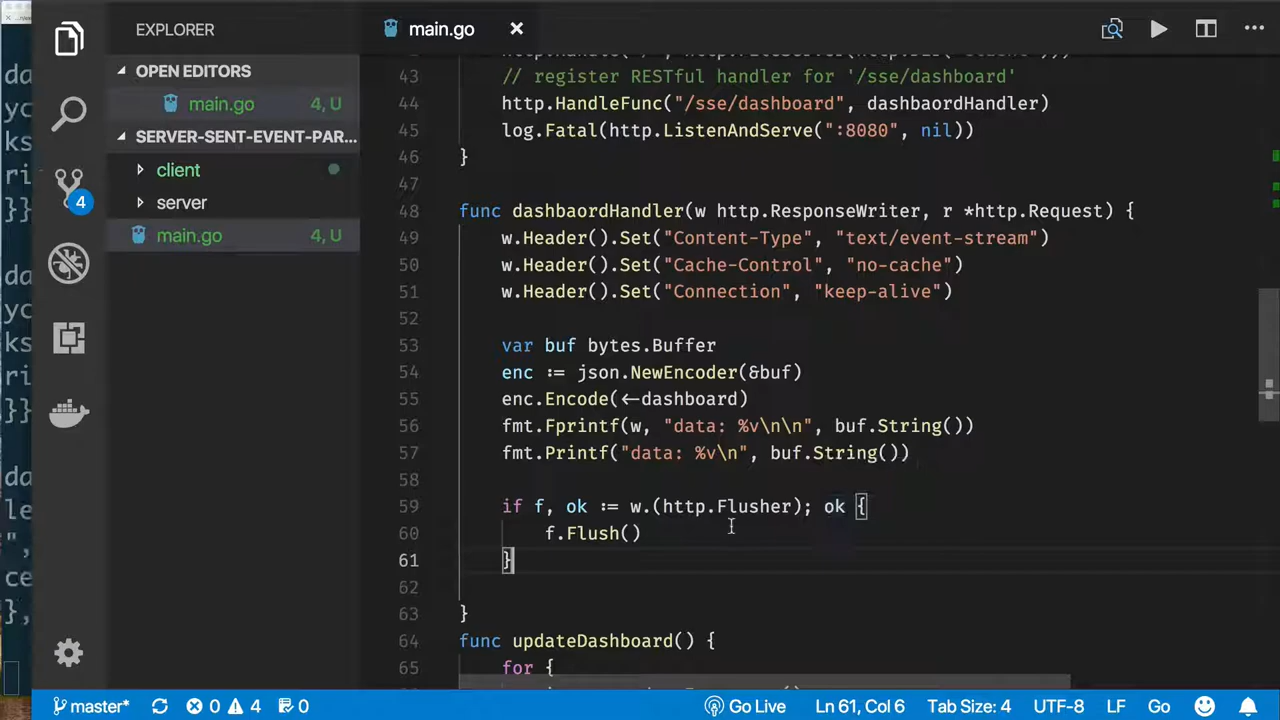 EXPLORER
main.go
OPEN EDITORS
main.go 4, U
SERVER-SENT-EVENT-PAR...
client
server
main.go 4, U
4
43 // register RESTful handler for '/sse/dashboard'
44 http.HandleFunc("/sse/dashboard", dashbaordHandler)
45 log.Fatal(http.ListenAndServe(":8080", nil))
46 }
47
48 func dashbaordHandler(w http.ResponseWriter, r *http.Request) {
49 w.Header().Set("Content-Type", "text/event-stream")
50 w.Header().Set("Cache-Control", "no-cache")
51 w.Header().Set("Connection", "keep-alive")
52
53 var buf bytes.Buffer
54 enc := json.NewEncoder(&buf)
55 enc.Encode(<-dashboard)
56 fmt.Fprintf(w, "data: %v\n\n", buf.String())
57 fmt.Printf("data: %v\n", buf.String())
58
59 if f, ok := w.(http.Flusher); ok {
60 f.Flush()
61 }
62
63 }
64 func updateDashboard() {
65 for {
master* 0 4 0 Go Live Ln 61, Col 6 Tab Size: 4 UTF-8 LF Go